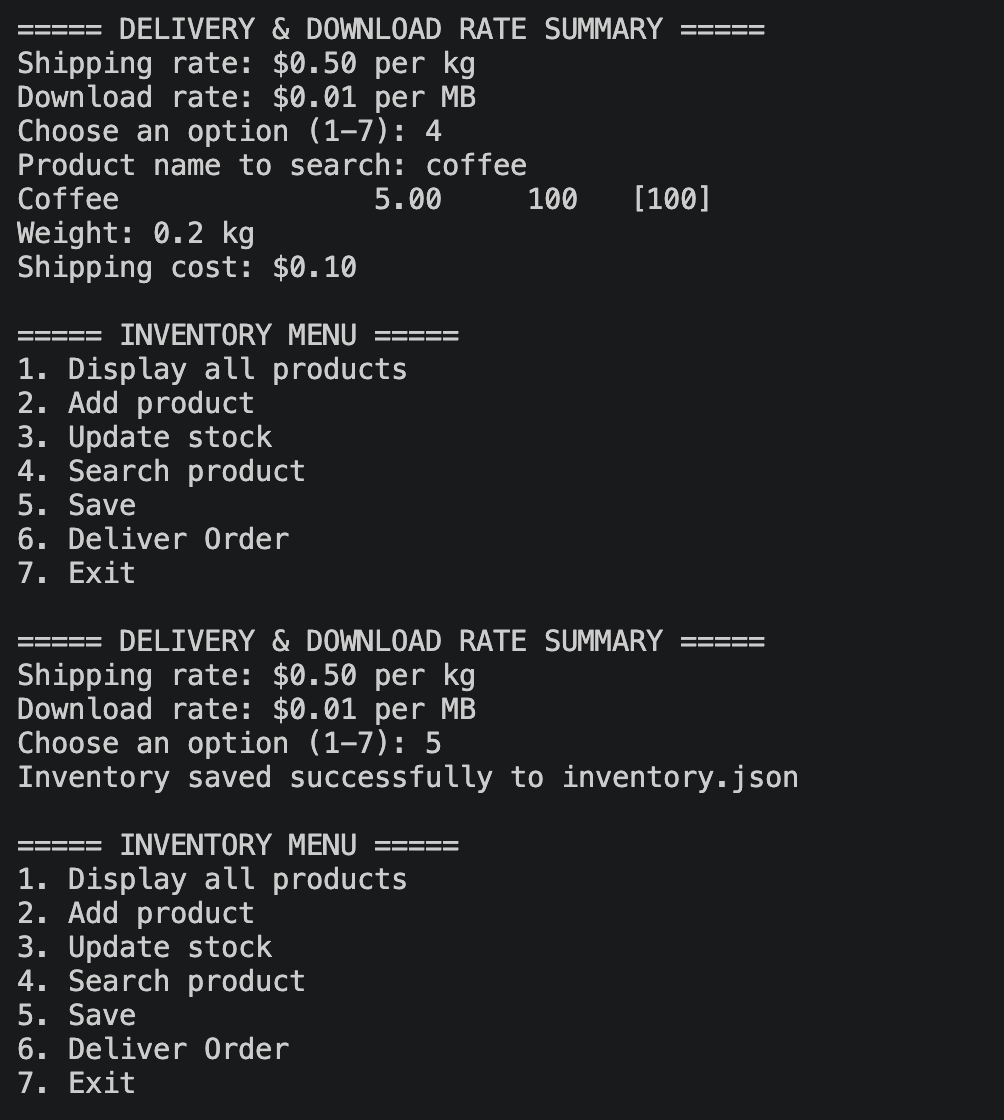 ===== DELIVERY & DOWNLOAD RATE SUMMARY =====
Shipping rate: $0.50 per kg
Download rate: $0.01 per MB
Choose an option (1-7): 4
Product name to search: coffee
Coffee               5.00     100   [100]
Weight: 0.2 kg
Shipping cost: $0.10

===== INVENTORY MENU =====
1. Display all products
2. Add product
3. Update stock
4. Search product
5. Save
6. Deliver Order
7. Exit

===== DELIVERY & DOWNLOAD RATE SUMMARY =====
Shipping rate: $0.50 per kg
Download rate: $0.01 per MB
Choose an option (1-7): 5
Inventory saved successfully to inventory.json

===== INVENTORY MENU =====
1. Display all products
2. Add product
3. Update stock
4. Search product
5. Save
6. Deliver Order
7. Exit